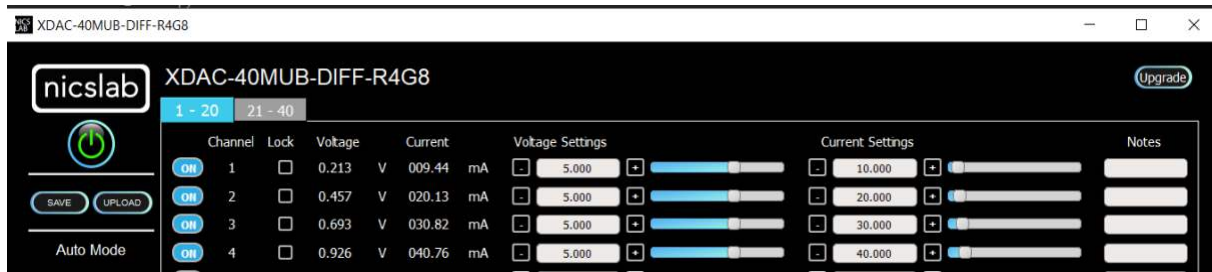 NICS LAB XDAC-40MUB-DIFF-R4G8
nicslab XDAC-40MUB-DIFF-R4G8 Upgrade
1 - 20 21 - 40
Channel Lock Voltage Current Voltage Settings Current Settings Notes
ON 1 0.213 V 009.44 mA - 5.000 + - 10.000 +
SAVE UPLOAD ON 2 0.457 V 020.13 mA - 5.000 + - 20.000 +
ON 3 0.693 V 030.82 mA - 5.000 + - 30.000 +
Auto Mode ON 4 0.926 V 040.76 mA - 5.000 + - 40.000 +